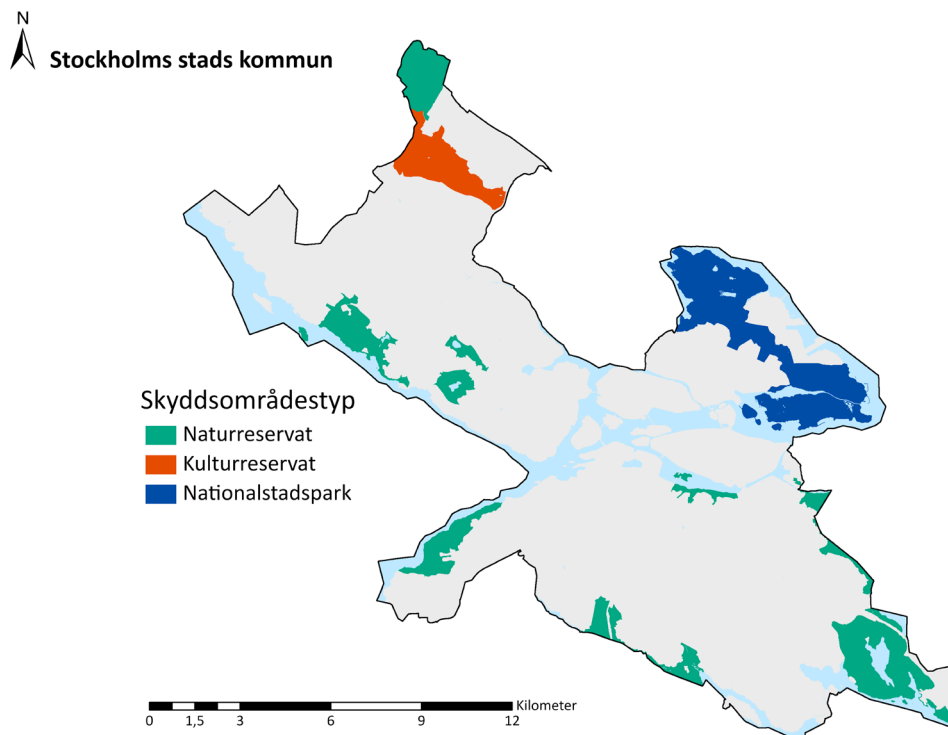 N
Stockholms stads kommun
Skyddsområdestyp
Naturreservat
Kulturreservat
Nationalstadspark
Kilometer
0 1,5 3 6 9 12